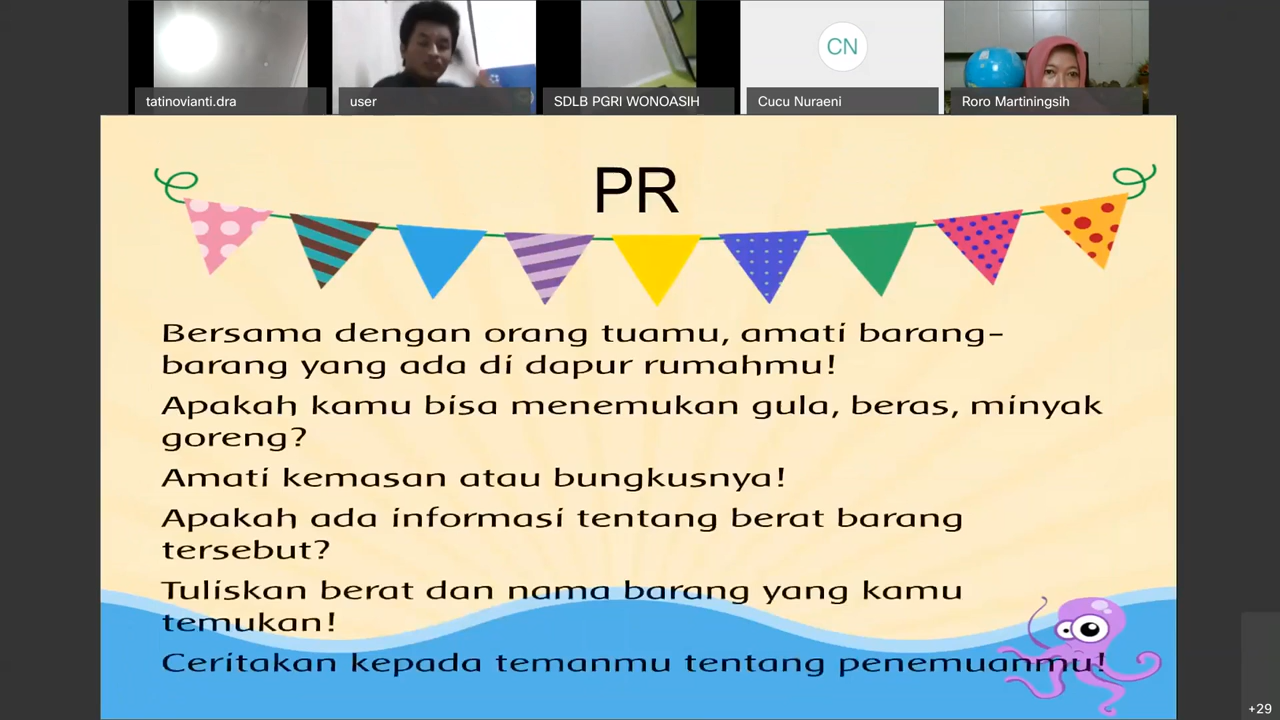 tatinovianti.dra
user
SDLB PGRI WONOASIH
CN
Cucu Nuraeni
Roro Martiningsih
PR
Bersama dengan orang tuamu, amati barang-
barang yang ada di dapur rumahmu!
Apakah kamu bisa menemukan gula, beras, minyak
goreng?
Amati kemasan atau bungkusnya!
Apakah ada informasi tentang berat barang
tersebut?
Tuliskan berat dan nama barang yang kamu
temukan!
Ceritakan kepada temanmu tentang penemuanmu!
+29